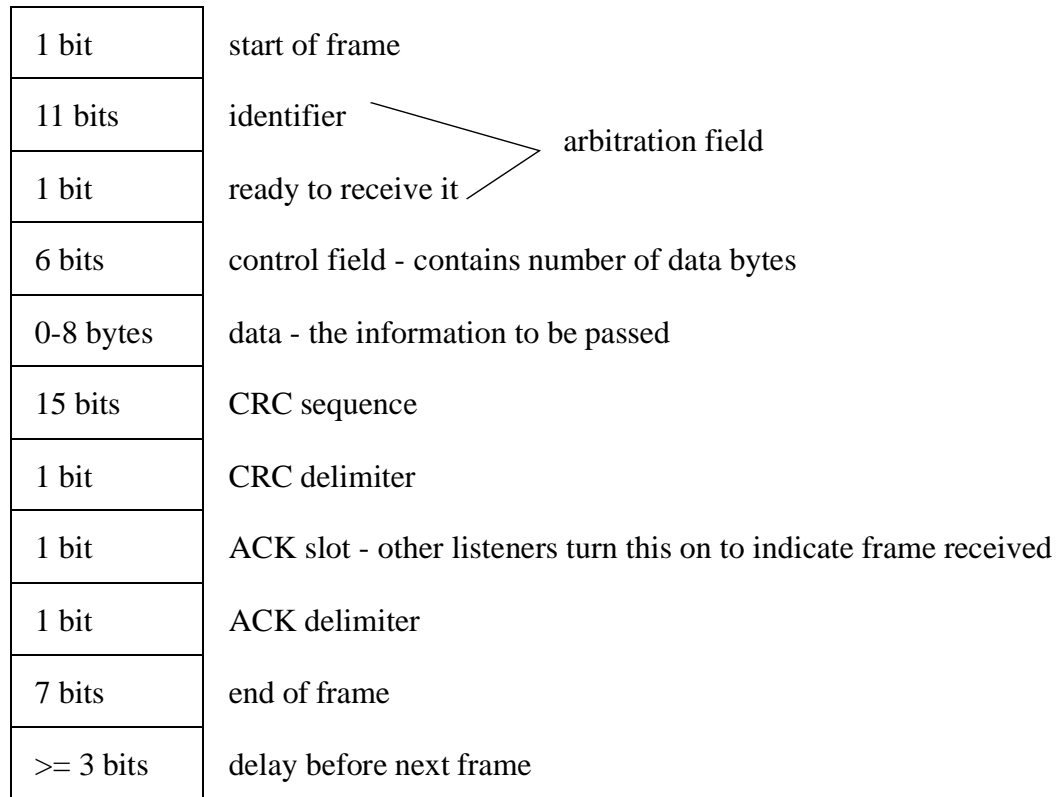 1 bit start of frame
11 bits identifier
arbitration field
1 bit ready to receive it
6 bits control field - contains number of data bytes
0-8 bytes data - the information to be passed
15 bits CRC sequence
1 bit CRC delimiter
1 bit ACK slot - other listeners turn this on to indicate frame received
1 bit ACK delimiter
7 bits end of frame
>= 3 bits delay before next frame